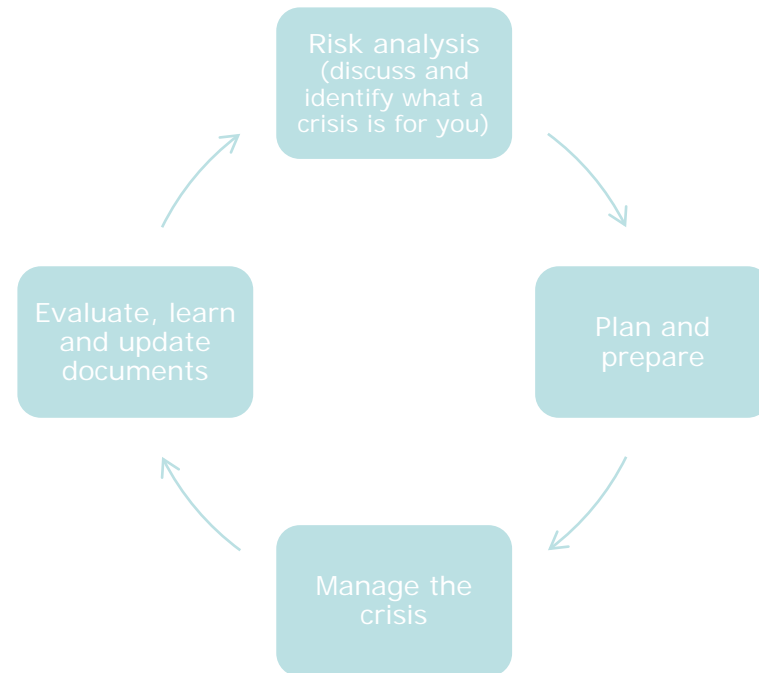 Risk analysis
(discuss and
identify what a
crisis is for you)
Plan and
prepare
Manage the
crisis
Evaluate, learn
and update
documents